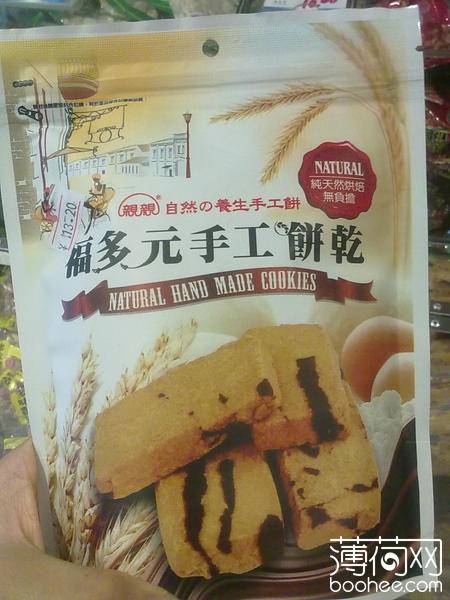 NATURAL
純天然烘焙
無負擔
親親® 自然の養生手工餅
福多元手工餅乾
NATURAL HAND MADE COOKIES
薄荷网
boohee.com